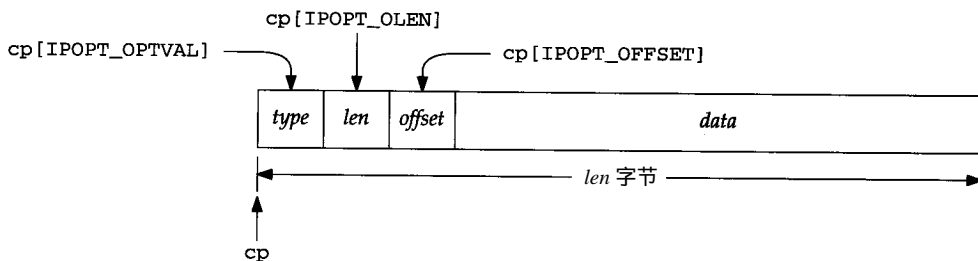 cp[IPOPT_OLEN]
cp[IPOPT_OPTVAL]
cp[IPOPT_OFFSET]
type len offset data
len 字节
cp